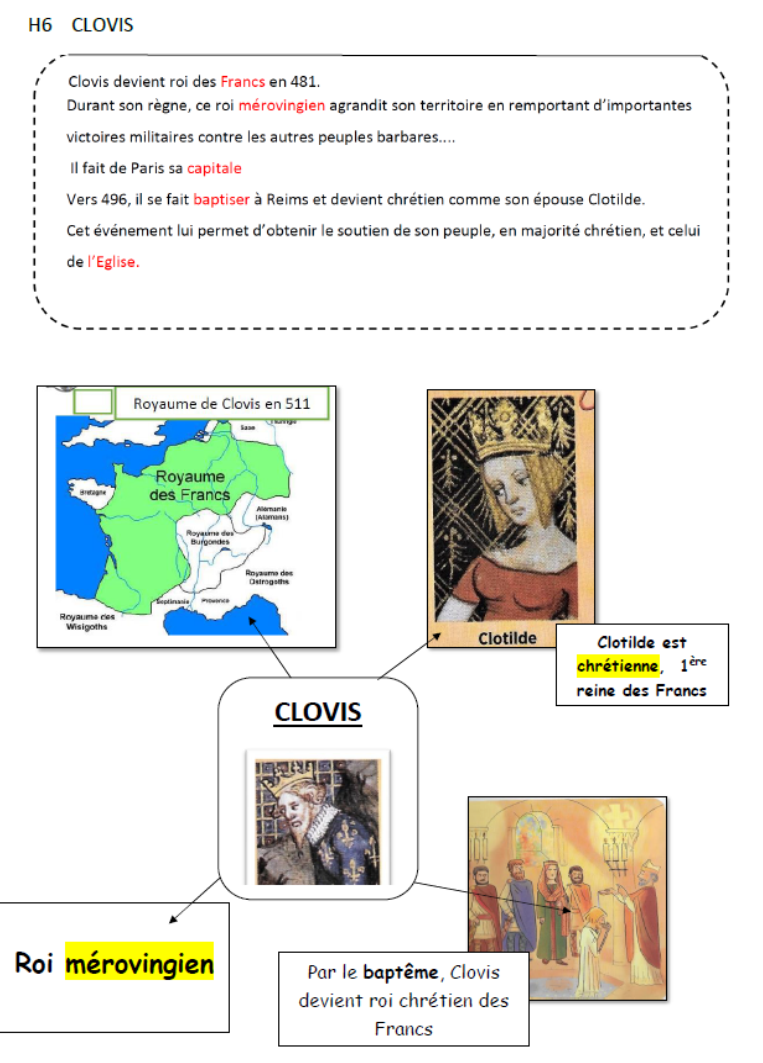 H6 CLOVIS
Clovis devient roi des Francs en 481.
Durant son règne, ce roi mérovingien agrandit son territoire en remportant d'importantes
victoires militaires contre les autres peuples barbares....
Il fait de Paris sa capitale
Vers 496, il se fait baptiser à Reims et devient chrétien comme son épouse Clotilde.
Cet événement lui permet d'obtenir le soutien de son peuple, en majorité chrétien, et celui
de l'Eglise.
Royaume de Clovis en 511
Royaume
des Francs
Bretagne
Alémanie
(Alamans)
Royaume des
Burgondes
Royaume des
Ostrogoths
Septimanie
Provence
Royaume des
Wisigoths
Clotilde
Clotilde est
chrétienne, 1ère
reine des Francs
CLOVIS
Roi mérovingien
Par le baptême, Clovis
devient roi chrétien des
Francs